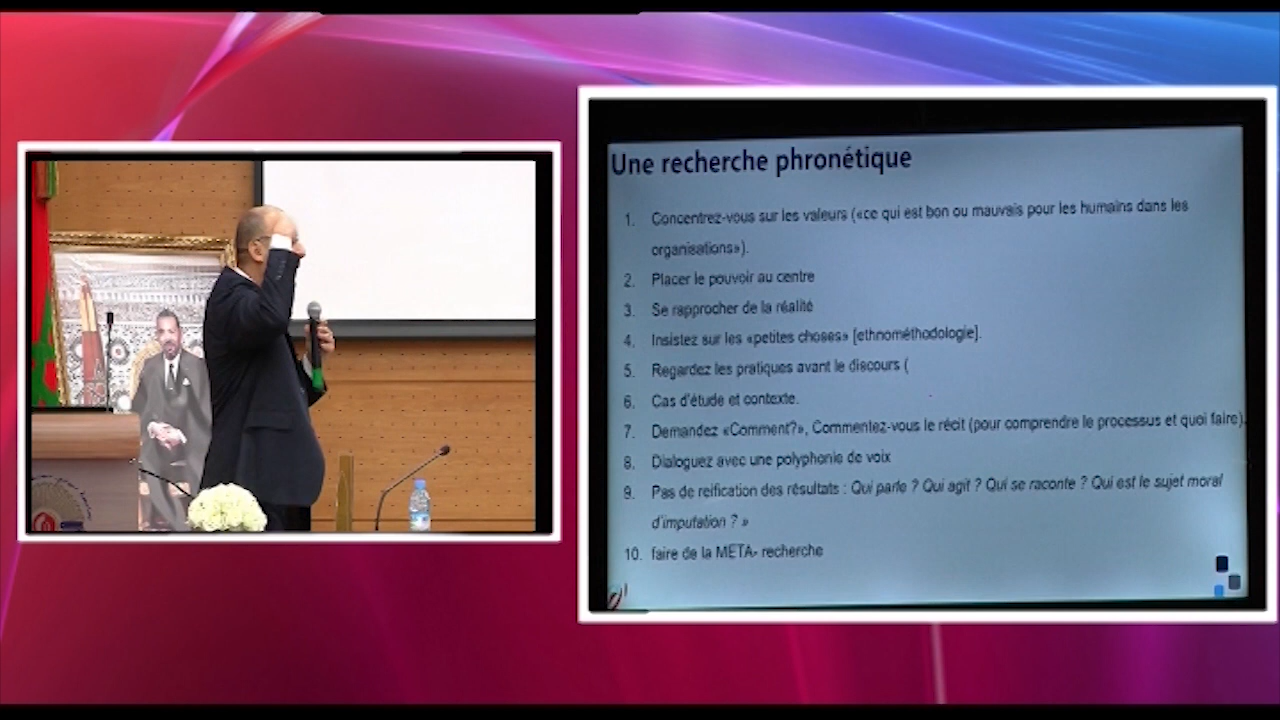 Une recherche phronétique
1. Concentrez-vous sur les valeurs («ce qui est bon ou mauvais pour les humains dans les
organisations»).
2. Placer le pouvoir au centre
3. Se rapprocher de la réalité
4. Insistez sur les «petites choses» [ethnométhodologie].
5. Regardez les pratiques avant le discours (
6. Cas d'étude et contexte.
7. Demandez «Comment?», Commentez-vous le récit (pour comprendre le processus et quoi faire).
8. Dialoguez avec une polyphonie de voix
9. Pas de reification des résultats : Qui parle ? Qui agit ? Qui se raconte ? Qui est le sujet moral
d'imputation ? »
10. faire de la META- recherche